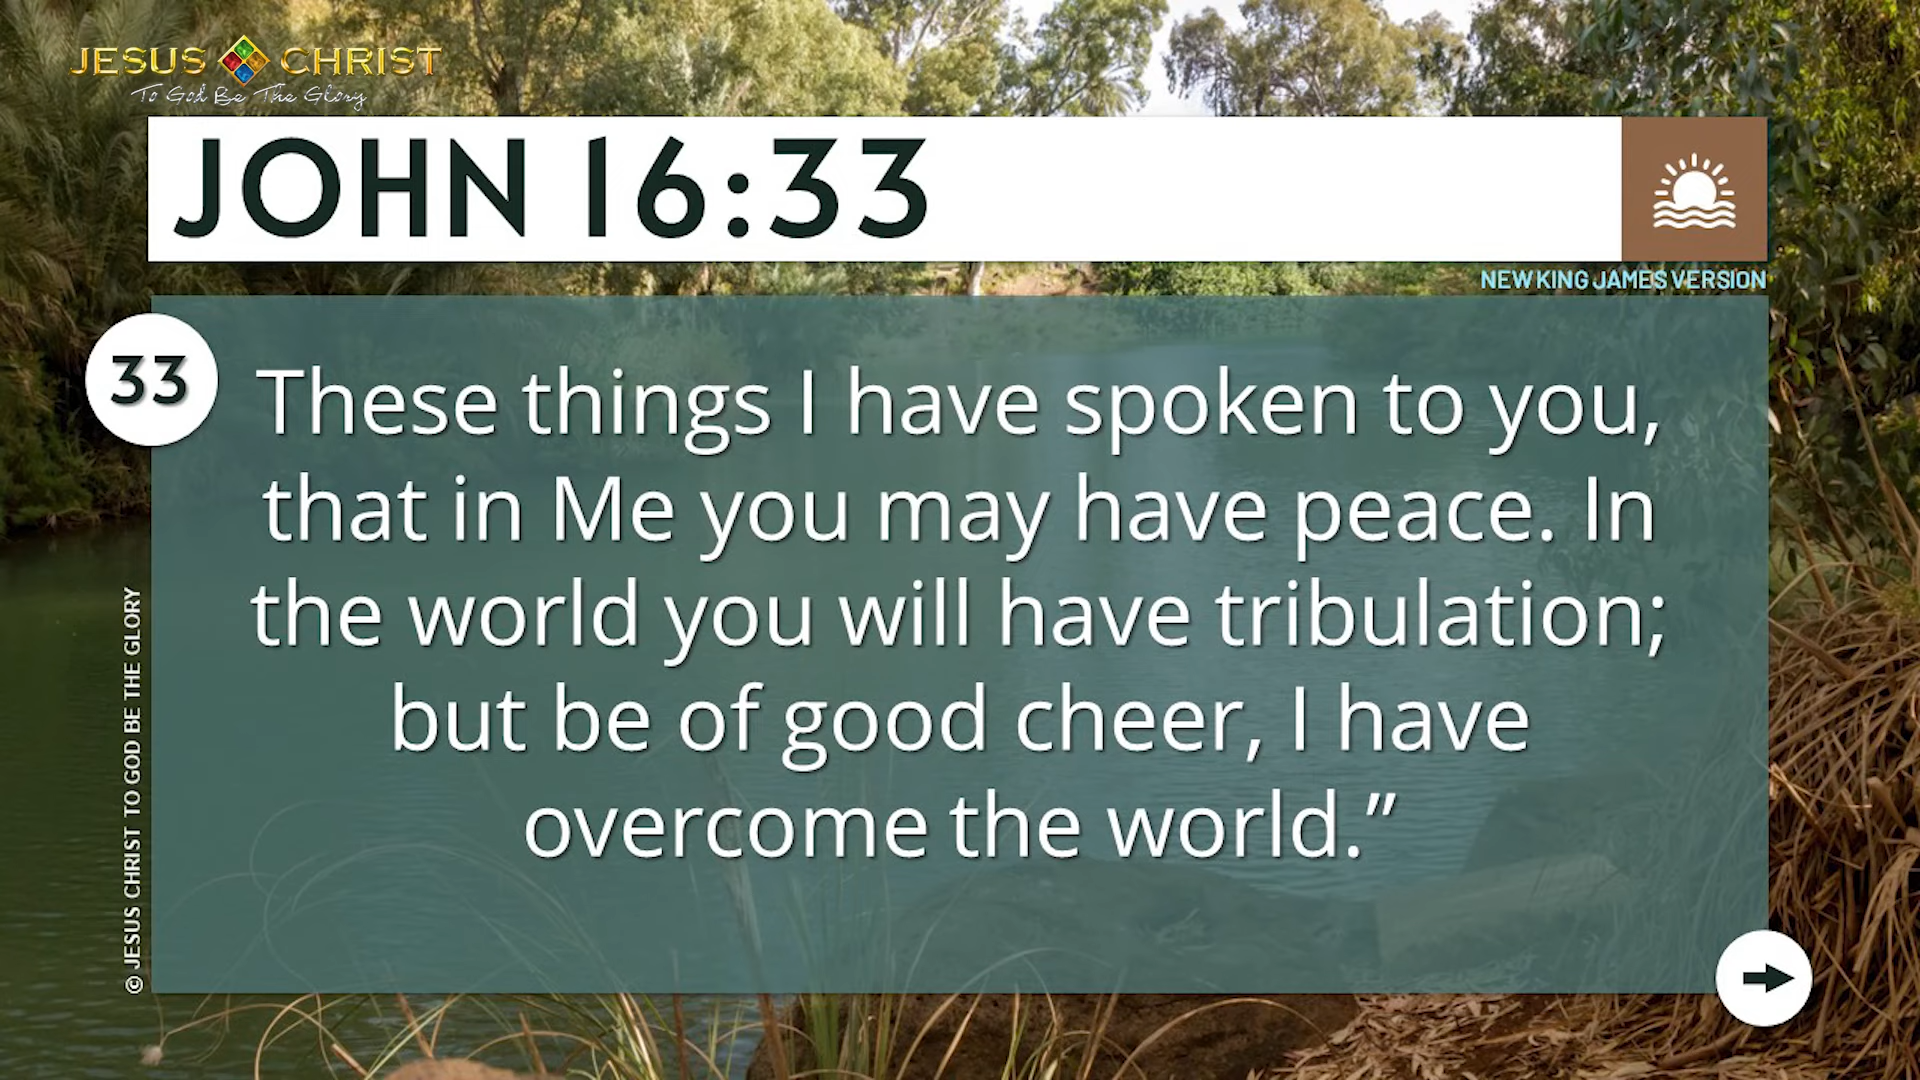 JESUS CHRIST
To God Be The Glory
JOHN 16:33
NEW KING JAMES VERSION
33
These things I have spoken to you,
that in Me you may have peace. In
the world you will have tribulation;
but be of good cheer, I have
overcome the world.”
© JESUS CHRIST TO GOD BE THE GLORY